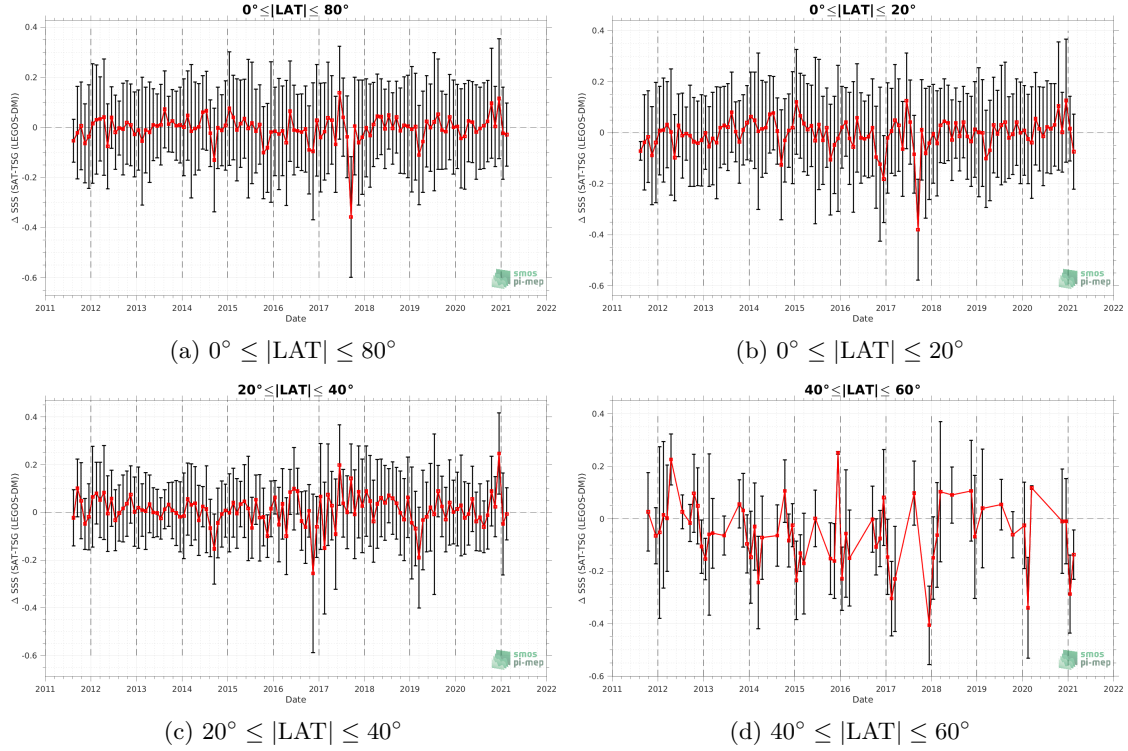 0°≤|LAT|≤ 80°
Δ SSS (SAT-TSG (LEGOS-DM))
0.4
0.2
0
-0.2
-0.4
-0.6
2011 2012 2013 2014 2015 2016 2017 2018 2019 2020 2021 2022
Date
smos
pi-mep
(a) 0° ≤ |LAT| ≤ 80°
0°≤|LAT|≤ 20°
Δ SSS (SAT-TSG (LEGOS-DM))
0.4
0.2
0
-0.2
-0.4
-0.6
2011 2012 2013 2014 2015 2016 2017 2018 2019 2020 2021 2022
Date
smos
pi-mep
(b) 0° ≤ |LAT| ≤ 20°
20°≤|LAT|≤ 40°
Δ SSS (SAT-TSG (LEGOS-DM))
0.4
0.2
0
-0.2
-0.4
-0.6
2011 2012 2013 2014 2015 2016 2017 2018 2019 2020 2021 2022
Date
smos
pi-mep
(c) 20° ≤ |LAT| ≤ 40°
40°≤|LAT|≤ 60°
Δ SSS (SAT-TSG (LEGOS-DM))
0.4
0.2
0
-0.2
-0.4
-0.6
2011 2012 2013 2014 2015 2016 2017 2018 2019 2020 2021 2022
Date
smos
pi-mep
(d) 40° ≤ |LAT| ≤ 60°